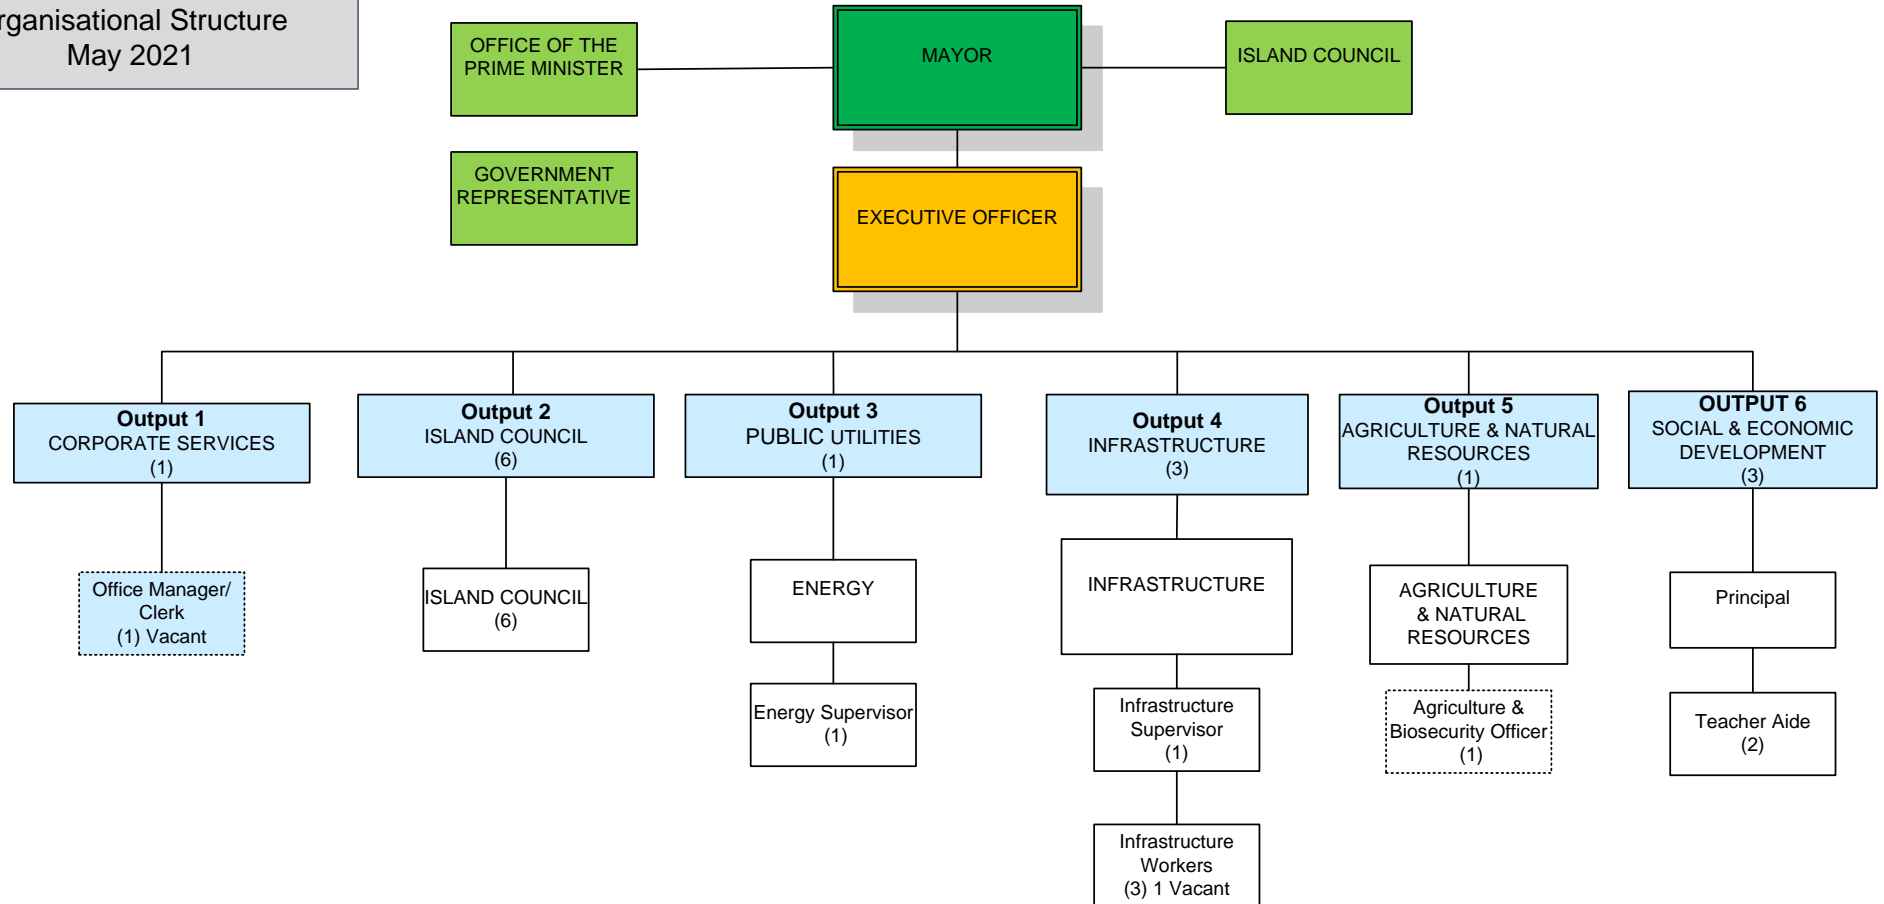 rganisational Structure
May 2021
OFFICE OF THE
PRIME MINISTER
MAYOR
ISLAND COUNCIL
GOVERNMENT
REPRESENTATIVE
EXECUTIVE OFFICER
Output 1
CORPORATE SERVICES
(1)
Output 2
ISLAND COUNCIL
(6)
Output 3
PUBLIC UTILITIES
(1)
Output 4
INFRASTRUCTURE
(3)
Output 5
AGRICULTURE & NATURAL
RESOURCES
(1)
OUTPUT 6
SOCIAL & ECONOMIC
DEVELOPMENT
(3)
Office Manager/
Clerk
(1) Vacant
ISLAND COUNCIL
(6)
ENERGY
INFRASTRUCTURE
AGRICULTURE
& NATURAL
RESOURCES
Principal
Energy Supervisor
(1)
Infrastructure
Supervisor
(1)
Agriculture &
Biosecurity Officer
(1)
Teacher Aide
(2)
Infrastructure
Workers
(3) 1 Vacant